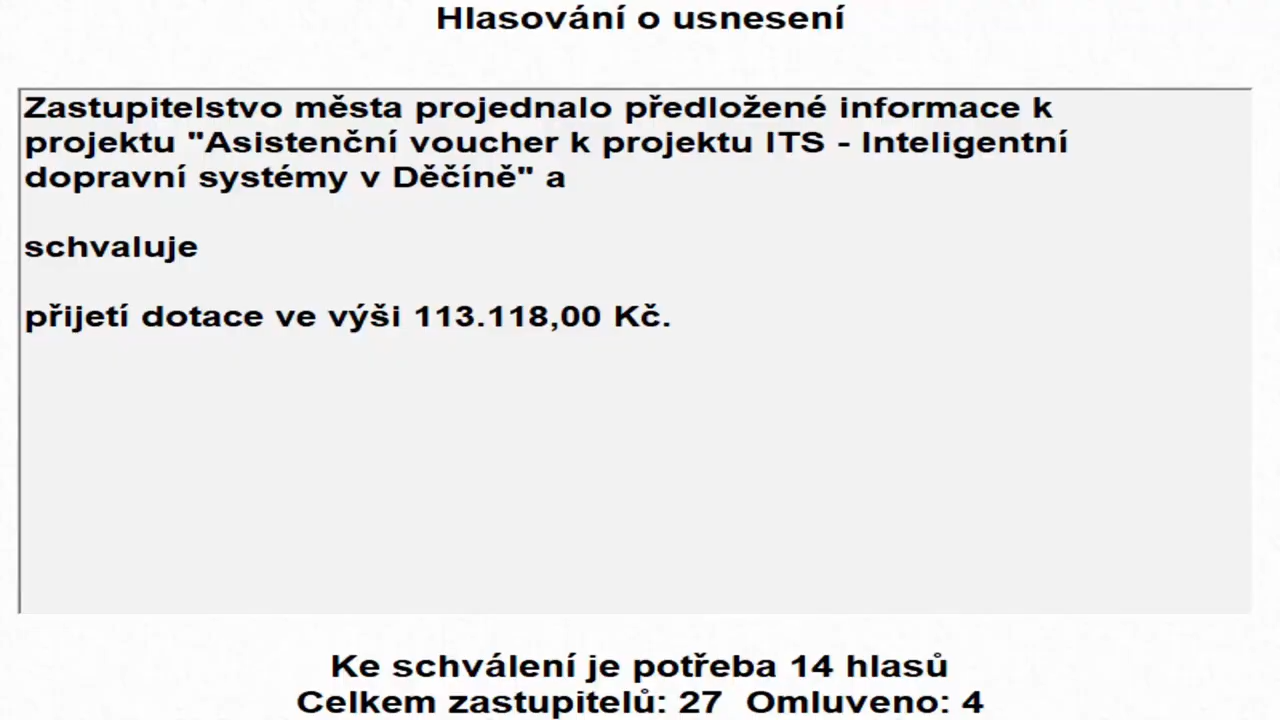 Hlasování o usnesení
Zastupitelstvo města projednalo předložené informace k
projektu "Asistenční voucher k projektu ITS - Inteligentní
dopravní systémy v Děčíně" a
schvaluje
přijetí dotace ve výši 113.118,00 Kč.
Ke schválení je potřeba 14 hlasů
Celkem zastupitelů: 27 Omluveno: 4